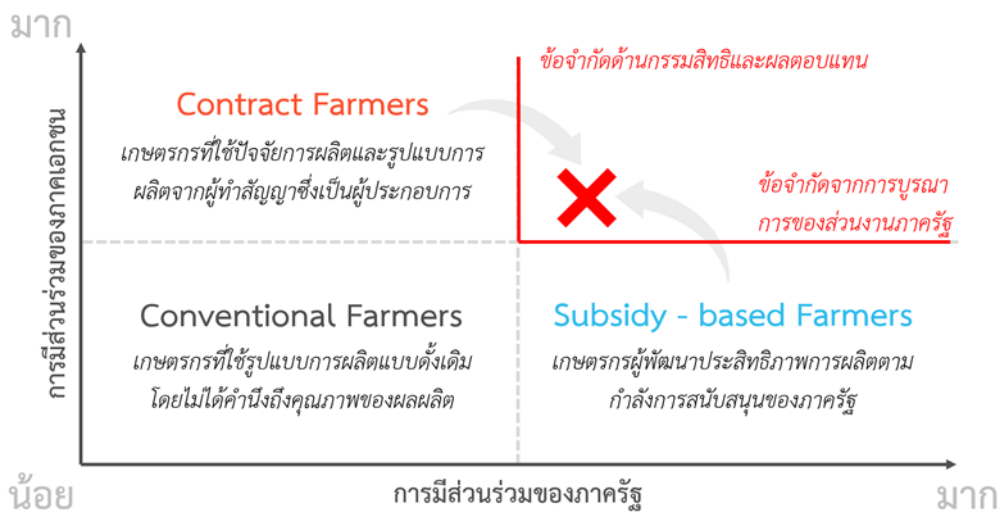 มาก
ข้อจำกัดด้านกรรมสิทธิและผลตอบแทน
Contract Farmers
เกษตรกรที่ใช้ปัจจัยการผลิตและรูปแบบการ
ผลิตจากผู้ทำสัญญาซึ่งเป็นผู้ประกอบการ
ข้อจำกัดจากการบูรณา
การของส่วนงานภาครัฐ
การมีส่วนร่วมของภาคเอกชน
Conventional Farmers
เกษตรกรที่ใช้รูปแบบการผลิตแบบดั้งเดิม
โดยไม่ได้คำนึงถึงคุณภาพของผลผลิต
Subsidy - based Farmers
เกษตรกรผู้พัฒนาประสิทธิภาพการผลิตตาม
กำลังการสนับสนุนของภาครัฐ
น้อย
การมีส่วนร่วมของภาครัฐ
มาก